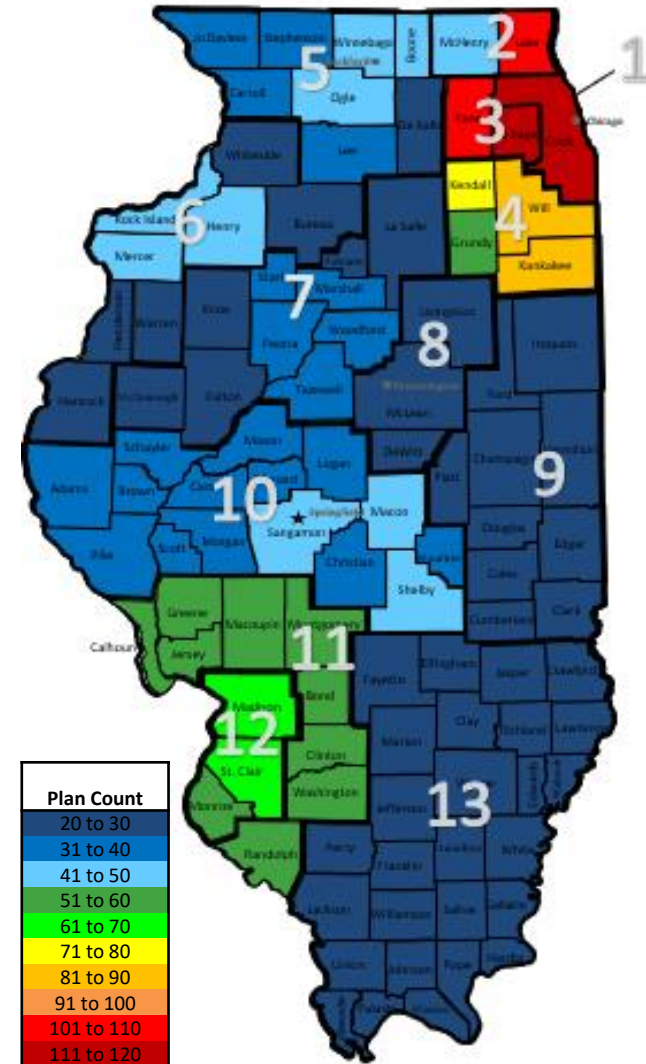 Jo Daviess
Stephenson
Winnebago
Boone
McHenry
Lake
2
1
5
Carroll
Ogle
De Kalb
Kane
3
Cook
Chicago
Whiteside
Lee
Kendall
Will
4
Rock Island
6
Henry
Bureau
La Salle
Grundy
Mercer
Kankakee
Putnam
Stark
Marshall
7
Henderson
Warren
Knox
Peoria
Woodford
Livingston
8
Iroquois
Hancock
McDonough
Fulton
Tazewell
McLean
Ford
Schuyler
Mason
Logan
DeWitt
Champaign
9
Adams
Brown
10
Piatt
Springfield
Macon
Sangamon
Douglas
Edgar
Pike
Scott
Morgan
Christian
Moultrie
Coles
Shelby
Greene
Macoupin
Montgomery
Cumberland
Clark
Calhoun
Jersey
11
Fayette
Effingham
Jasper
Crawford
Madison
Bond
12
Clay
Richland
Lawrence
Marion
St. Clair
Clinton
Washington
13
Monroe
Jefferson
Randolph
Perry
Franklin
Hamilton
White
Jackson
Williamson
Saline
Gallatin
Union
Johnson
Pope
Hardin
Plan Count
20 to 30
31 to 40
41 to 50
51 to 60
61 to 70
71 to 80
81 to 90
91 to 100
101 to 110
111 to 120